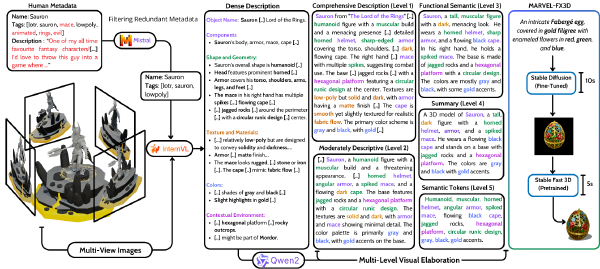 Human Metadata
Name: Sauron
Tags: [lotr, sauron, mace, lowpoly,
animated, rings, evil]
Description: "One of my all time
favourite fantasy characters[...]
I'd love to throw this guy into a
game where..."
Filtering Redundant Metadata
Mistral
Name: Sauron
Tags: [lotr, sauron,
lowpoly]
InternVL
Multi-View Images
Dense Description
Object Name: Sauron [..] Lord of the Rings.
Components
• Sauron's body, armor, mace, cape [..]
Shape and Geometry:
• Sauron's overall shape is humanoid [..]
• Head features prominent horned [..]
• Armor covers his torso, shoulders, arms,
legs, and feet [..]
• The mace in his right hand has multiple
spikes [...] flowing cape [..]
• [..] jagged rocks [..] around the perimeter
[..] with a circular runic design [..] center.
Texture and Materials:
• [..] relatively low-poly but are designed
to convey solidity and darkness...
• Armor [..] matte finish...
• The mace looks rugged, [..] stone or iron
[..]. The cape [..] mimic fabric flow [..]
Colors:
• [..] shades of gray and black [..]
• Slight highlights in gold [..]
Contextual Environment:
• [..] hexagonal platform [..] rocky
outcrops.
• [..] might be part of Mordor.
Qwen2
Comprehensive Description (Level 1)
Sauron from "The Lord of the Rings" [..]
humanoid figure with a muscular build
and a menacing presence [..] detailed
horned helmet, sharp-edged armor
covering the torso, shoulders, [..] dark,
flowing cape. The right hand [..] mace
with multiple spikes, suggesting combat
use. The base [..] jagged rocks [..] with a
hexagonal platform featuring a circular
runic design at the center. Textures are
low-poly but solid and dark, with armor
having a matte finish [..] The cape is
smooth yet slightly textured for realistic
fabric flow. The primary color scheme is
gray and black, with gold [..]
Moderately Descriptive (Level 2)
[..] Sauron, a humanoid figure with a
muscular build and a threatening
appearance. [..] horned helmet,
angular armor, a spiked mace, and a
flowing dark cape. The base features
jagged rocks and a hexagonal platform
with a circular runic design. The
textures are solid and dark, with armor
and mace showing minimal detail. The
color palette is primarily gray and
black, with gold accents on the base.
Functional Semantic (Level 3)
Sauron, a tall, muscular figure with
a dark, menacing look. He wears a
horned helmet, sharp
armor, and a flowing black cape.
In his right hand, he holds a
spiked mace. The base is made
of jagged rocks and a hexagonal
platform with a circular design.
The colors are mostly gray and
black, with some gold accents.
Summary (Level 4)
A 3D model of Sauron, a tall,
dark figure with a horned
helmet, armor, and a spiked
mace. He wears a flowing black
cape and stands on a base with
jagged rocks and a hexagonal
platform. The colors are gray
and black with gold accents.
Semantic Tokens (Level 5)
Humanoid, muscular, horned
helmet, angular armor, spiked
mace, flowing black cape,
jagged rocks, hexagonal
platform, circular runic design,
gray, black, gold accents.
Multi-Level Visual Elaboration
MARVEL-FX3D
An intricate Fabergé egg,
covered in gold filigree with
enameled flowers in red, green,
and blue.
Stable Diffusion
(Fine-Tuned)
10s
Stable Fast 3D
(Pretrained)
5s